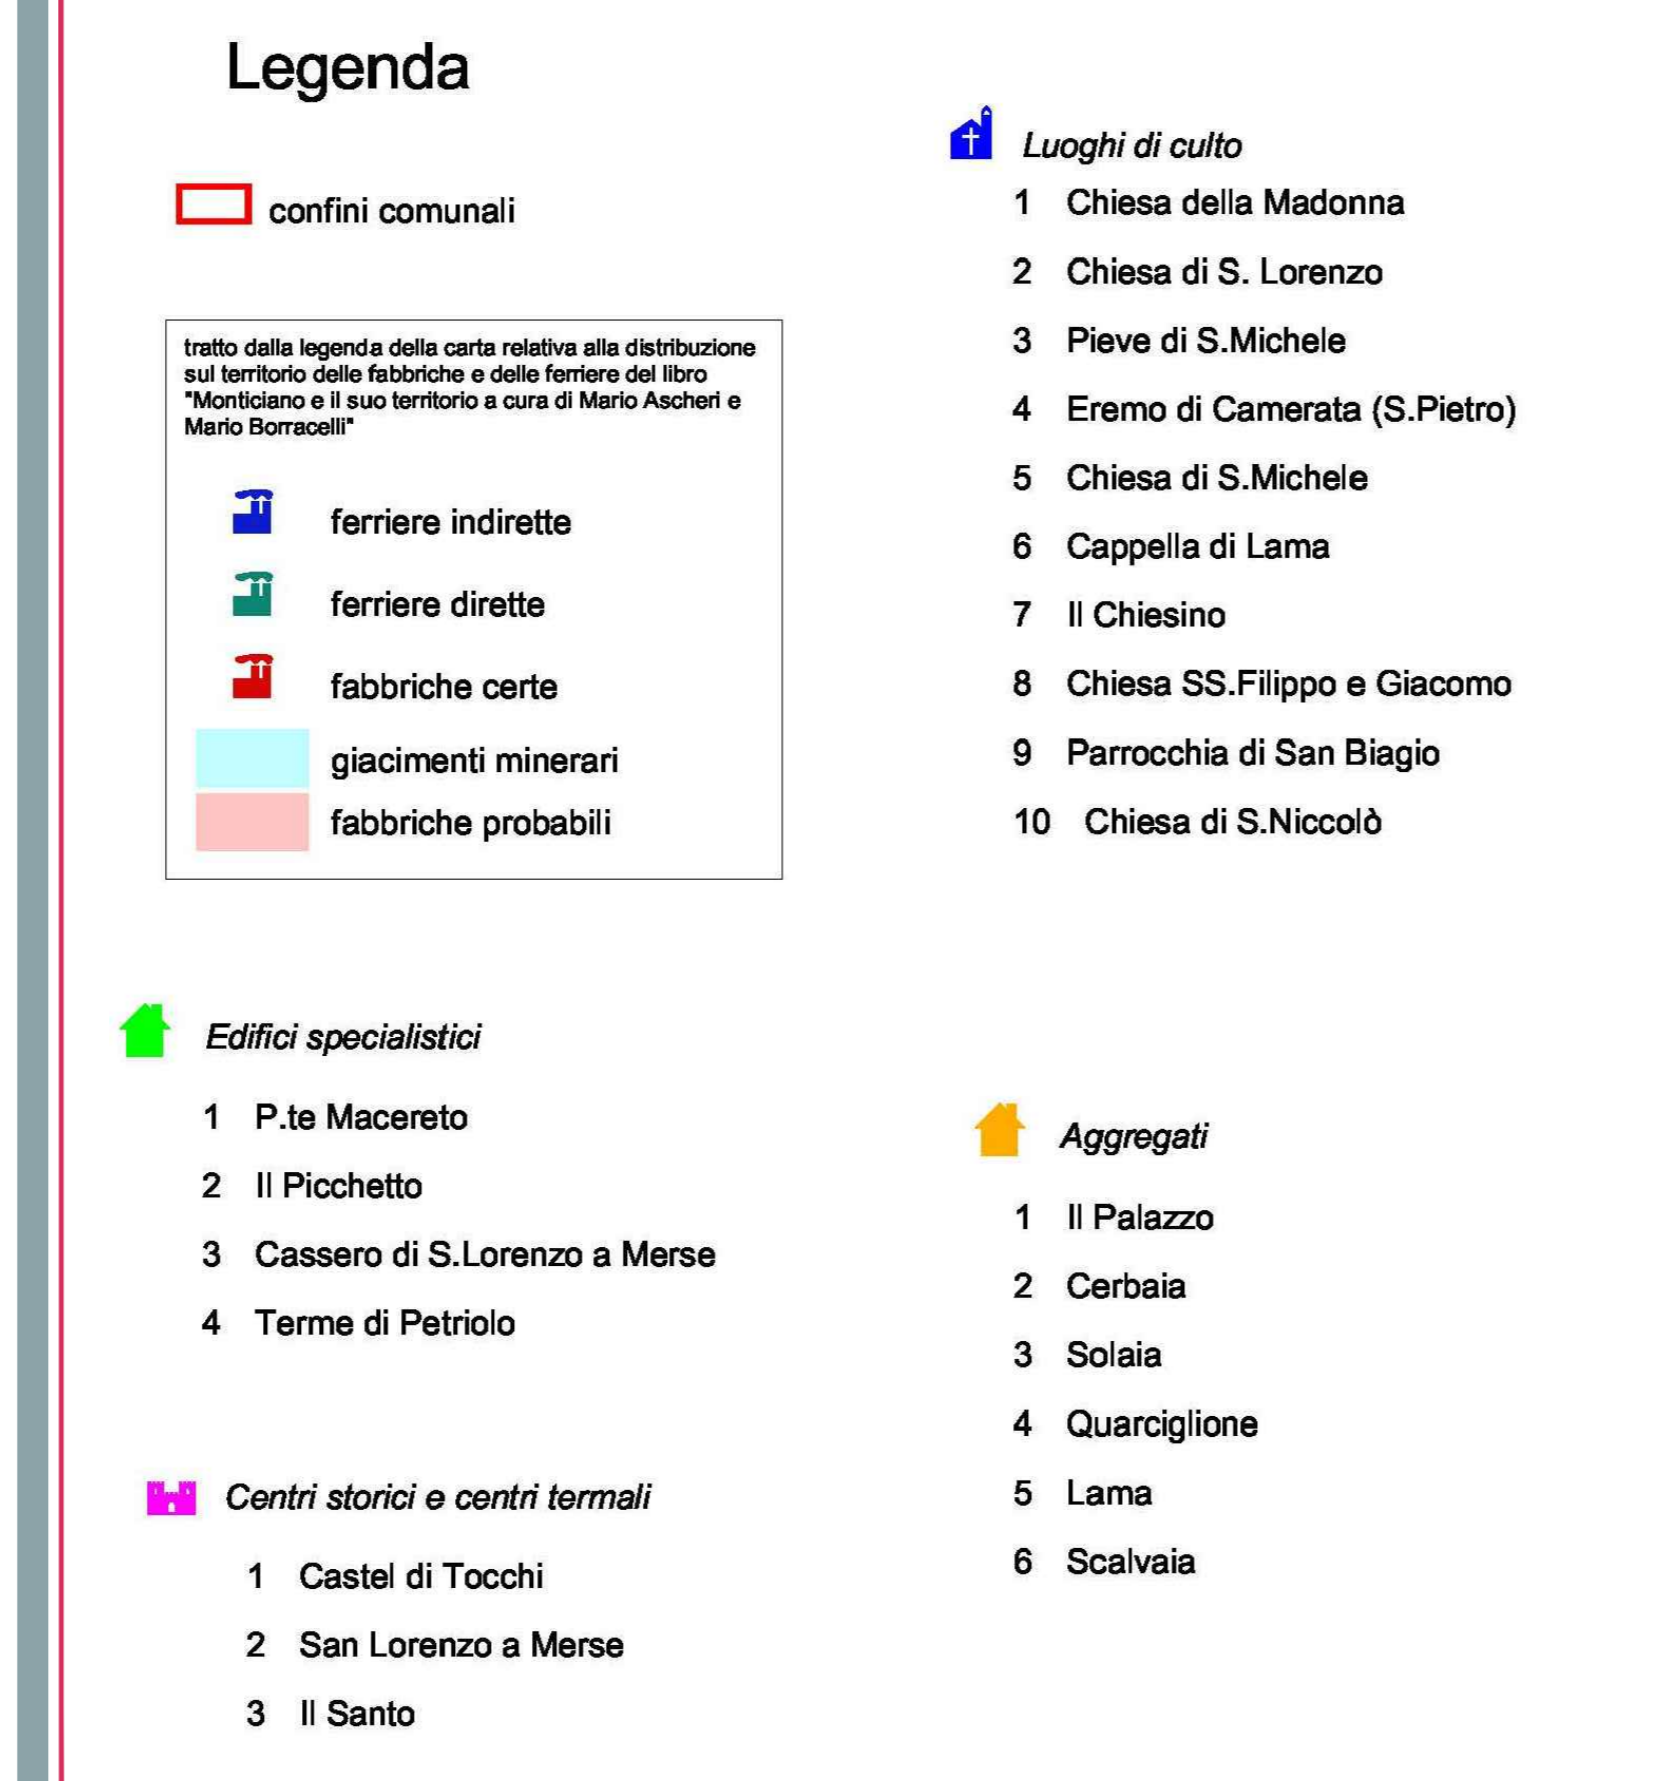 Legenda
confini comunali
tratto dalla legenda della carta relativa alla distribuzione
sul territorio delle fabbriche e delle ferriere del libro
"Monticiano e il suo territorio a cura di Mario Ascheri e
Mario Borracelli"
ferriere indirette
ferriere dirette
fabbriche certe
giacimenti minerari
fabbriche probabili
Edifici specialistici
1 P.te Macereto
2 Il Picchetto
3 Cassero di S.Lorenzo a Merse
4 Terme di Petriolo
Centri storici e centri termali
1 Castel di Tocchi
2 San Lorenzo a Merse
3 Il Santo
Luoghi di culto
1 Chiesa della Madonna
2 Chiesa di S. Lorenzo
3 Pieve di S.Michele
4 Eremo di Camerata (S.Pietro)
5 Chiesa di S.Michele
6 Cappella di Lama
7 Il Chiesino
8 Chiesa SS.Filippo e Giacomo
9 Parrocchia di San Biagio
10 Chiesa di S.Niccolò
Aggregati
1 Il Palazzo
2 Cerbaia
3 Solaia
4 Quarciglione
5 Lama
6 Scalvaia